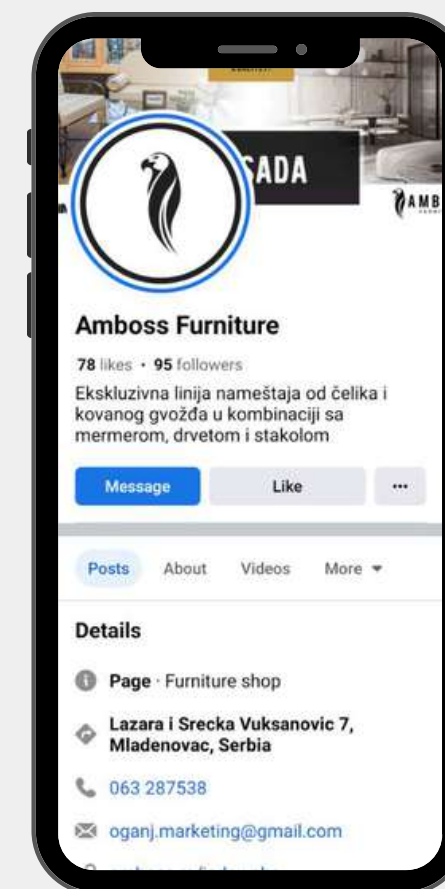 SADA
AMB
Amboss Furniture
78 likes · 95 followers
Ekskluzivna linija nameštaja od čelika i
kovanog gvožđa u kombinaciji sa
mermerom, drvetom i stakolom
Message
Like
Posts
About
Videos
More
Details
Page · Furniture shop
Lazara i Srecka Vuksanovic 7,
Mladenovac, Serbia
063 287538
oganj.marketing@gmail.com